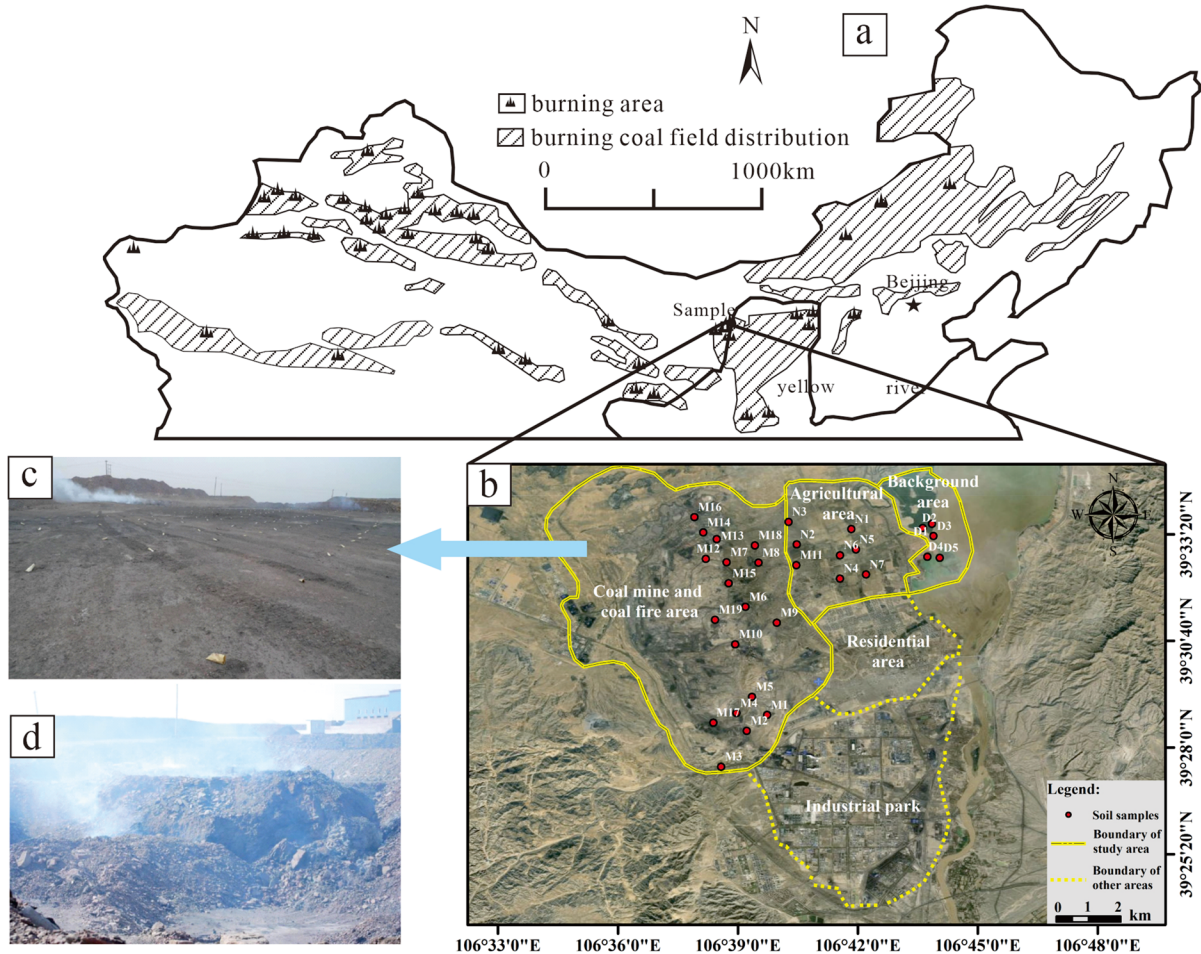 a
N
burning area
burning coal field distribution
0 1000km
Beijing
Sample
yellow river
c
b
Agricultural
area
Background
area
N
W E
S
M16
M14
M13
M12
M18
M7
M8
M15
M6
M19
M9
M10
M5
M4
M17
M1
M2
M3
N3
N2
M11
N1
N5
N6
N4
N7
D2
D1
D3
D4
D5
Coal mine and
coal fire area
Residential
area
Industrial park
Legend:
Soil samples
Boundary of
study area
Boundary of
other areas
0 1 2 km
39°33'20"N
39°30'40"N
39°28'0"N
39°25'20"N
106°33'0"E 106°36'0"E 106°39'0"E 106°42'0"E 106°45'0"E 106°48'0"E
d